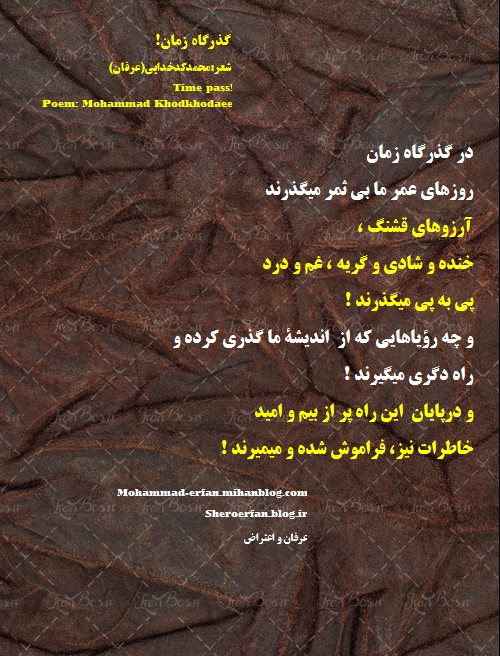 گذرگاه زمان!
شعر:محمدکدخدایی(عرفان)
Time pass!
Poem: Mohammad Khodkhodaee
در گذرگاه زمان
روزهای عمر ما بی ثمر میگذرند
آرزوهای قشنگ ،
خنده و شادی و گریه ، غم و درد
پی به پی میگذرند !
و چه رؤیاهایی که از اندیشهٔ ما گذری کرده و
راه دگری میگیرند !
و درپایان این راه پر از بیم و امید
خاطرات نیز، فراموش شده و میمیرند !
Mohammad-erfan.mihanblog.com
Sheroerfan.blog.ir
عرفان و اعتراض